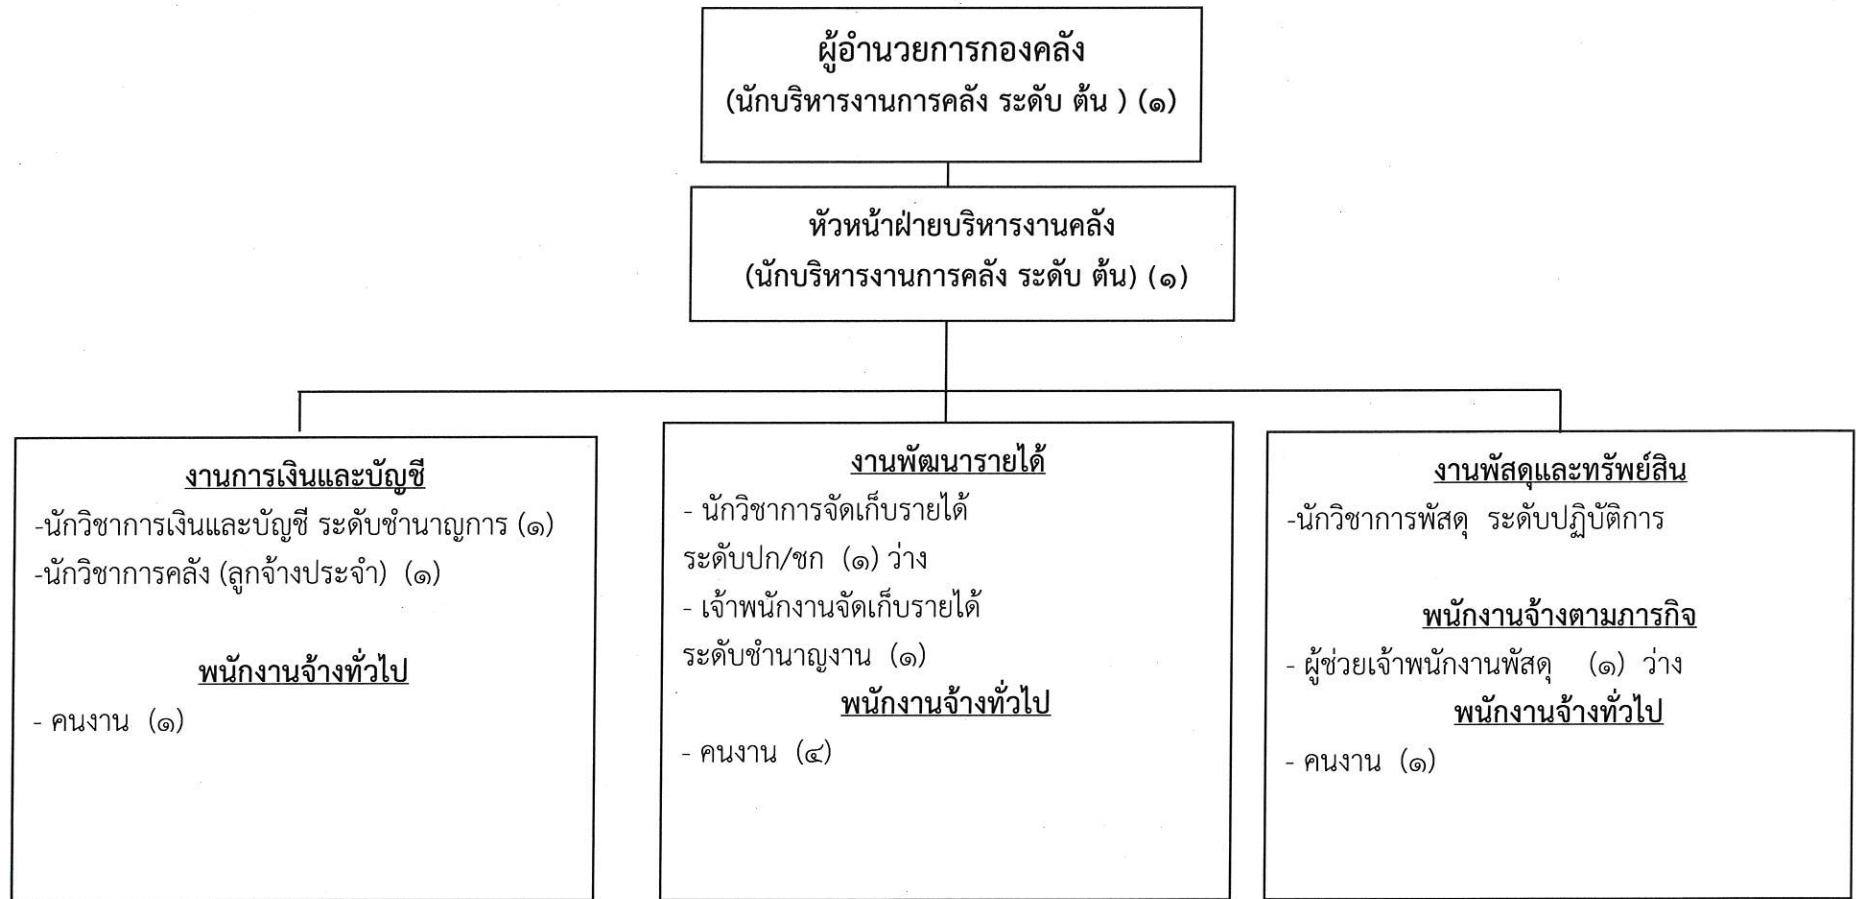 ผู้อำนวยการกองคลัง
(นักบริหารงานการคลัง ระดับ ต้น ) (๑)
หัวหน้าฝ่ายบริหารงานคลัง
(นักบริหารงานการคลัง ระดับ ต้น) (๑)
งานการเงินและบัญชี
-นักวิชาการเงินและบัญชี ระดับชำนาญการ (๑)
-นักวิชาการคลัง (ลูกจ้างประจำ) (๑)
พนักงานจ้างทั่วไป
- คนงาน (๑)
งานพัฒนารายได้
- นักวิชาการจัดเก็บรายได้
ระดับปก/ชก (๑) ว่าง
- เจ้าพนักงานจัดเก็บรายได้
ระดับชำนาญงาน (๑)
พนักงานจ้างทั่วไป
- คนงาน (๔)
งานพัสดุและทรัพย์สิน
-นักวิชาการพัสดุ ระดับปฏิบัติการ
พนักงานจ้างตามภารกิจ
- ผู้ช่วยเจ้าพนักงานพัสดุ (๑) ว่าง
พนักงานจ้างทั่วไป
- คนงาน (๑)